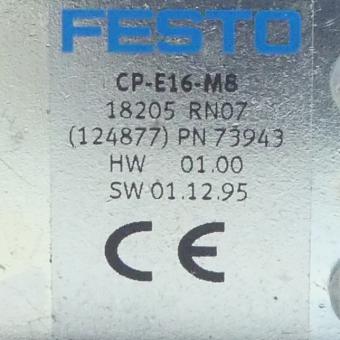 FESTO
CP-E16-M8
18205 RN07
(124877) PN 73943
HW 01.00
SW 01.12.95
CE